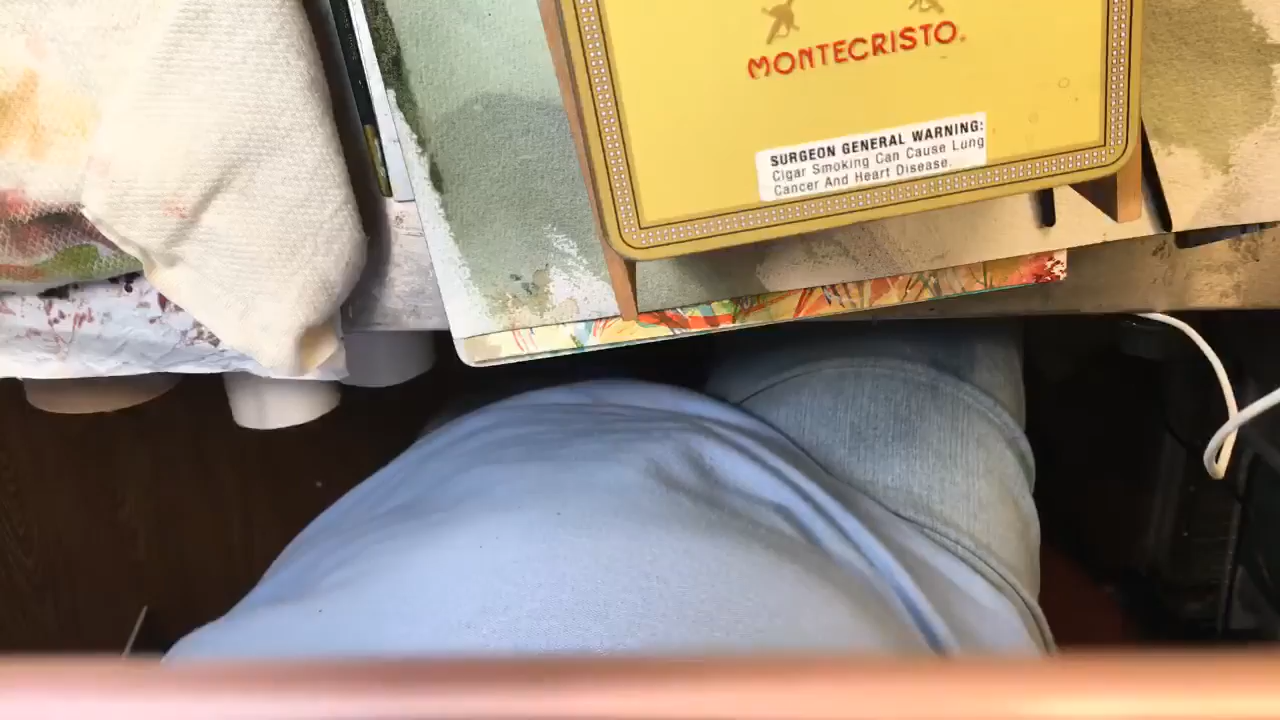 MONTECRISTO.
SURGEON GENERAL WARNING:
Cigar Smoking Can Cause Lung
Cancer And Heart Disease.